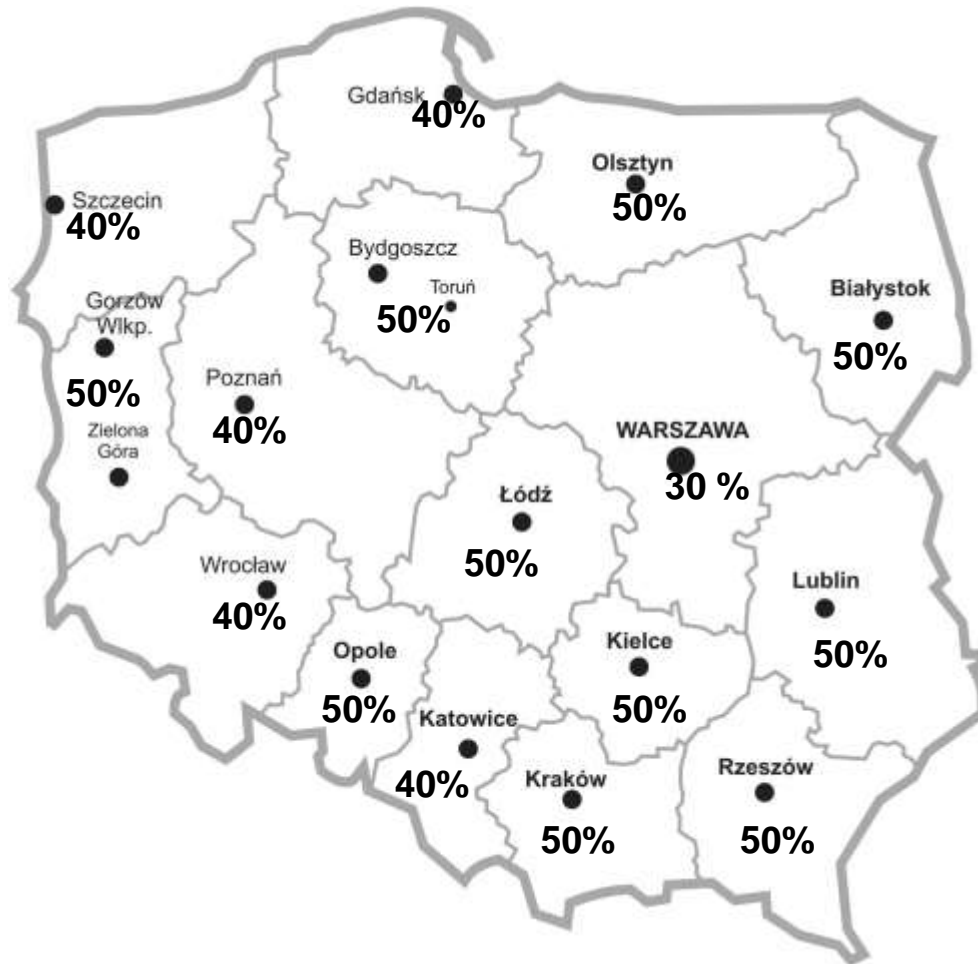 Gdańsk
40%
Olsztyn
50%
Szczecin
40%
Bydgoszcz
Toruń
50%
Białystok
50%
Gorzów
Wlkp.
50%
Zielona
Góra
Poznań
40%
WARSZAWA
30 %
Łódź
50%
Wrocław
40%
Lublin
50%
Opole
50%
Kielce
50%
Katowice
40%
Kraków
50%
Rzeszów
50%